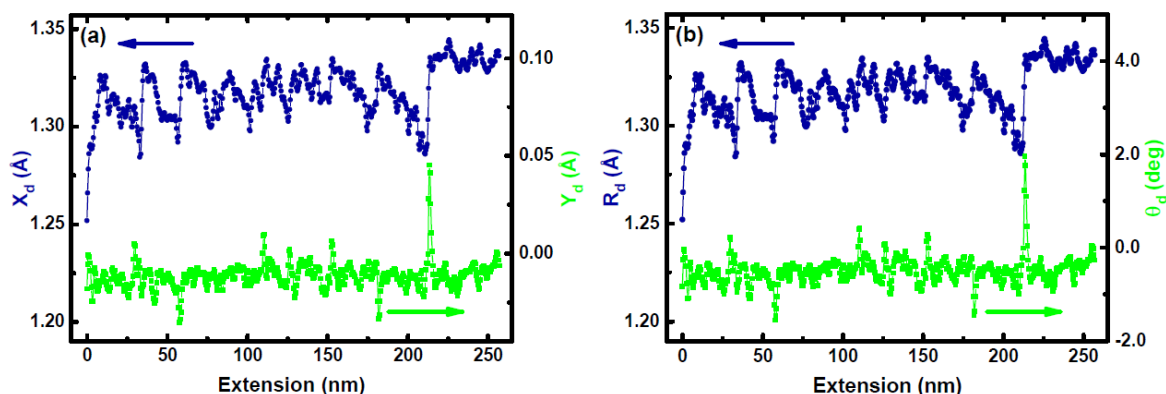 (a)
1.35
1.30
1.25
1.20
X_d (Å)
0.10
0.05
0.00
Y_d (Å)
0 50 100 150 200 250
Extension (nm)
(b)
1.35
1.30
1.25
1.20
R_d (Å)
4.0
2.0
0.0
-2.0
θ_d (deg)
0 50 100 150 200 250
Extension (nm)